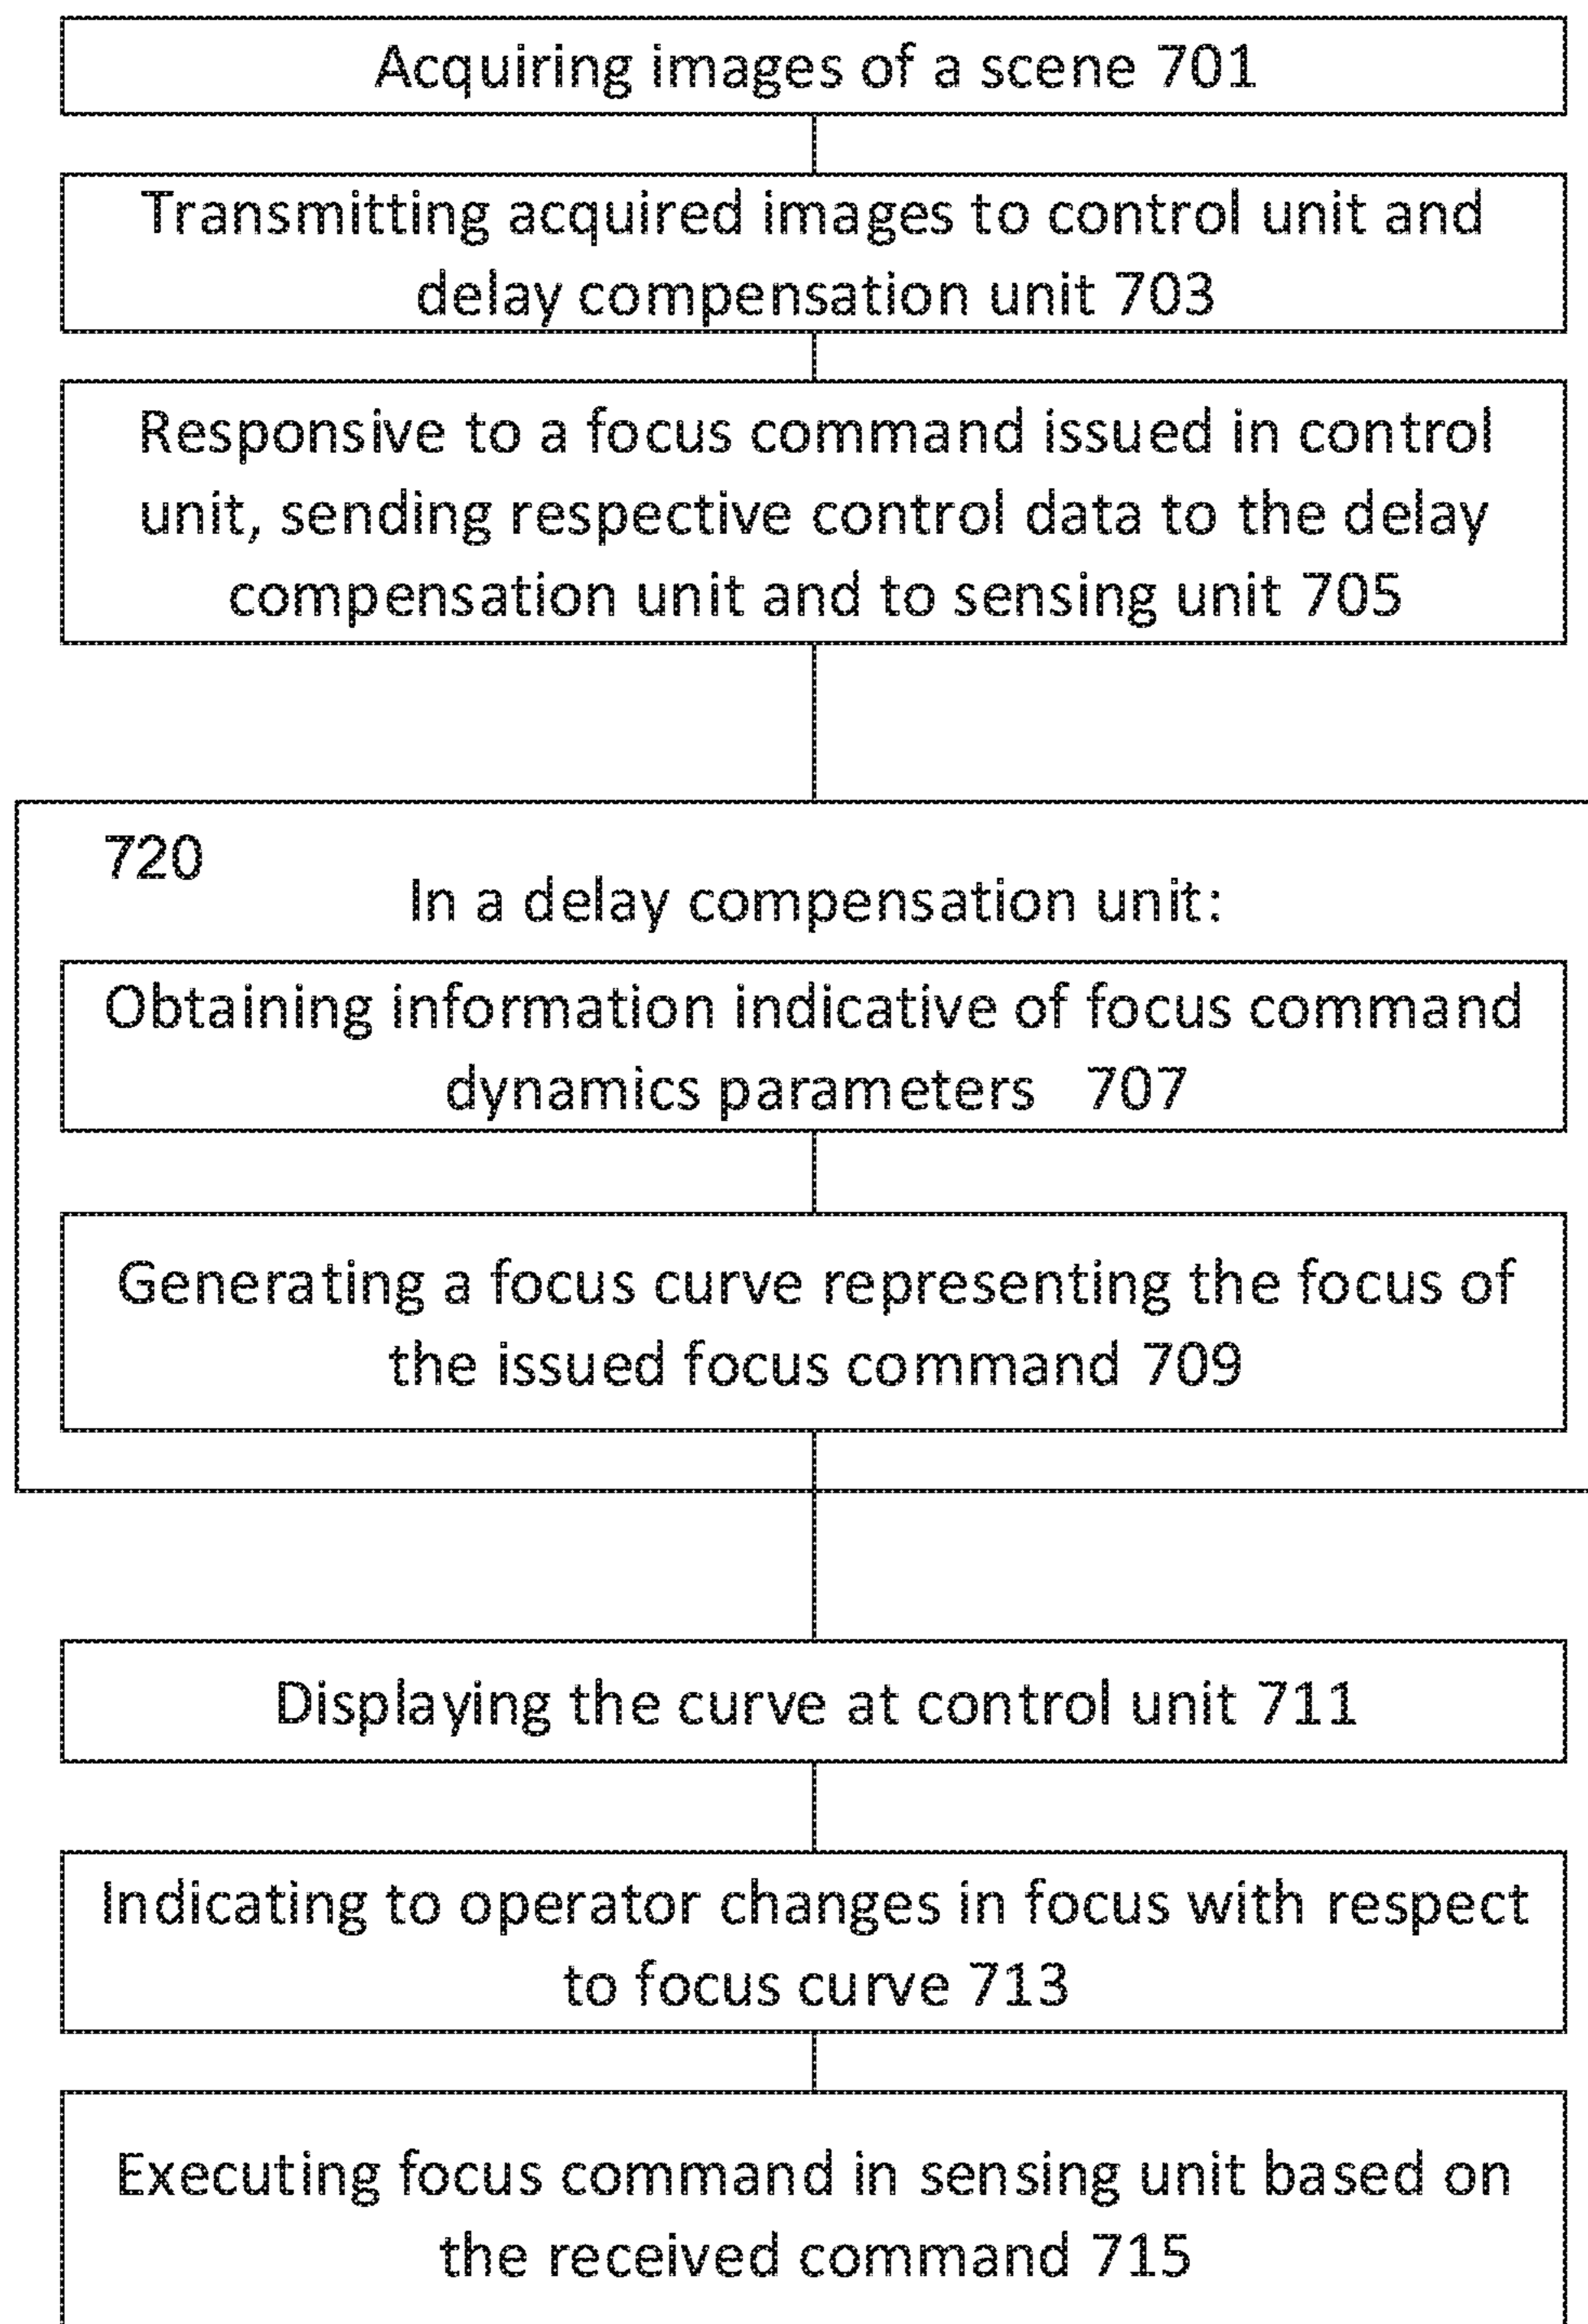 Acquiring images of a scene 701
Transmitting acquired images to control unit and
delay compensation unit 703
Responsive to a focus command issued in control
unit, sending respective control data to the delay
compensation unit and to sensing unit 705
720
In a delay compensation unit:
Obtaining information indicative of focus command
dynamics parameters 707
Generating a focus curve representing the focus of
the issued focus command 709
Displaying the curve at control unit 711
Indicating to operator changes in focus with respect
to focus curve 713
Executing focus command in sensing unit based on
the received command 715